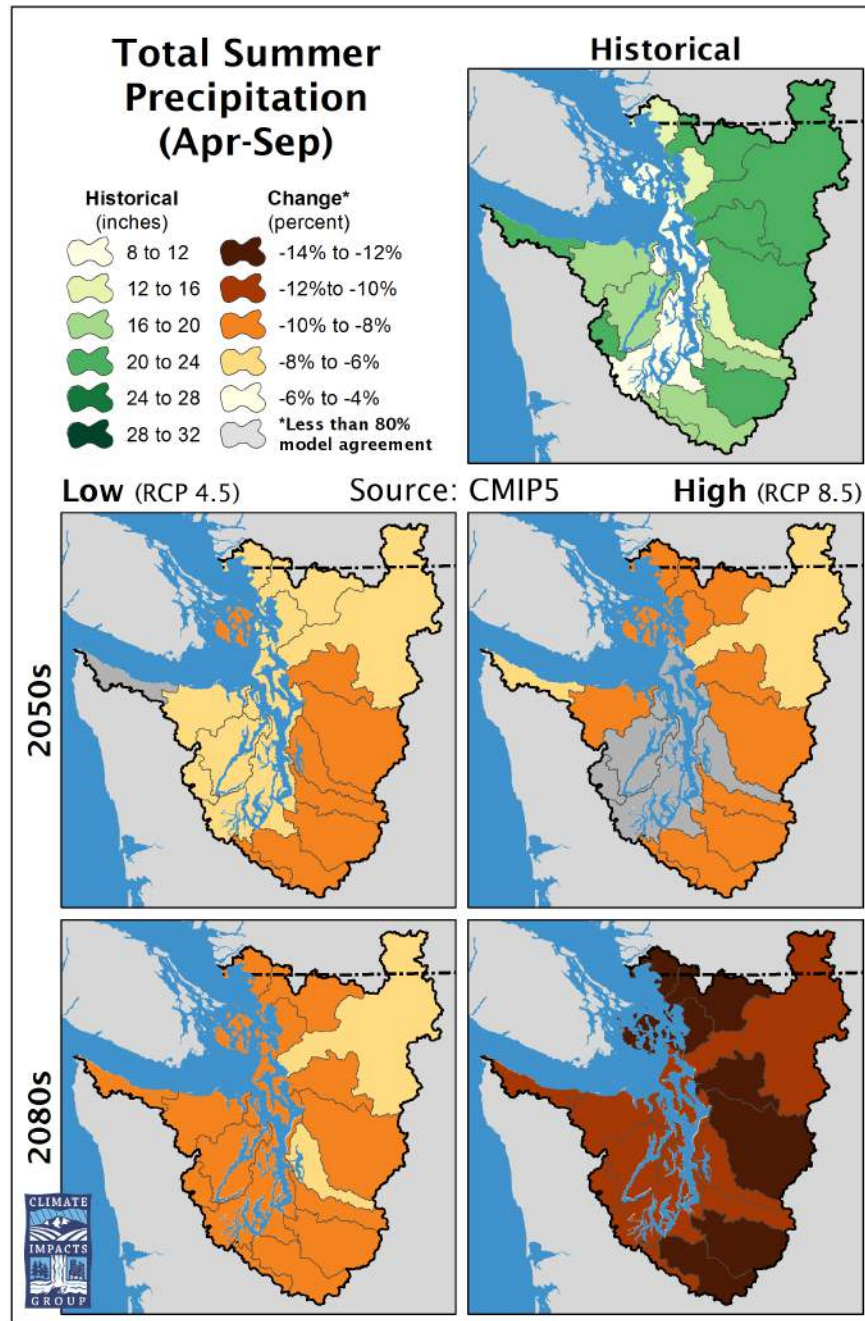 Total Summer
Precipitation
(Apr-Sep)
Historical
Historical
(inches)
Change*
(percent)
8 to 12
-14% to -12%
12 to 16
-12%to -10%
16 to 20
-10% to -8%
20 to 24
-8% to -6%
24 to 28
-6% to -4%
28 to 32
*Less than 80%
model agreement
Low (RCP 4.5)
Source: CMIP5
High (RCP 8.5)
2050s
2080s
CLIMATE
IMPACTS
GROUP